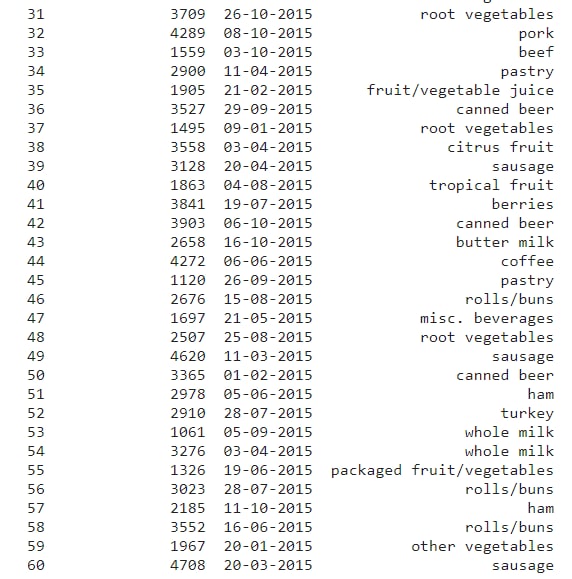 31 3709 26-10-2015 root vegetables
32 4289 08-10-2015 pork
33 1559 03-10-2015 beef
34 2900 11-04-2015 pastry
35 1905 21-02-2015 fruit/vegetable juice
36 3527 29-09-2015 canned beer
37 1495 09-01-2015 root vegetables
38 3558 03-04-2015 citrus fruit
39 3128 20-04-2015 sausage
40 1863 04-08-2015 tropical fruit
41 3841 19-07-2015 berries
42 3903 06-10-2015 canned beer
43 2658 16-10-2015 butter milk
44 4272 06-06-2015 coffee
45 1120 26-09-2015 pastry
46 2676 15-08-2015 rolls/buns
47 1697 21-05-2015 misc. beverages
48 2507 25-08-2015 root vegetables
49 4620 11-03-2015 sausage
50 3365 01-02-2015 canned beer
51 2978 05-06-2015 ham
52 2910 28-07-2015 turkey
53 1061 05-09-2015 whole milk
54 3276 03-04-2015 whole milk
55 1326 19-06-2015 packaged fruit/vegetables
56 3023 28-07-2015 rolls/buns
57 2185 11-10-2015 ham
58 3552 16-06-2015 rolls/buns
59 1967 20-01-2015 other vegetables
60 4708 20-03-2015 sausage